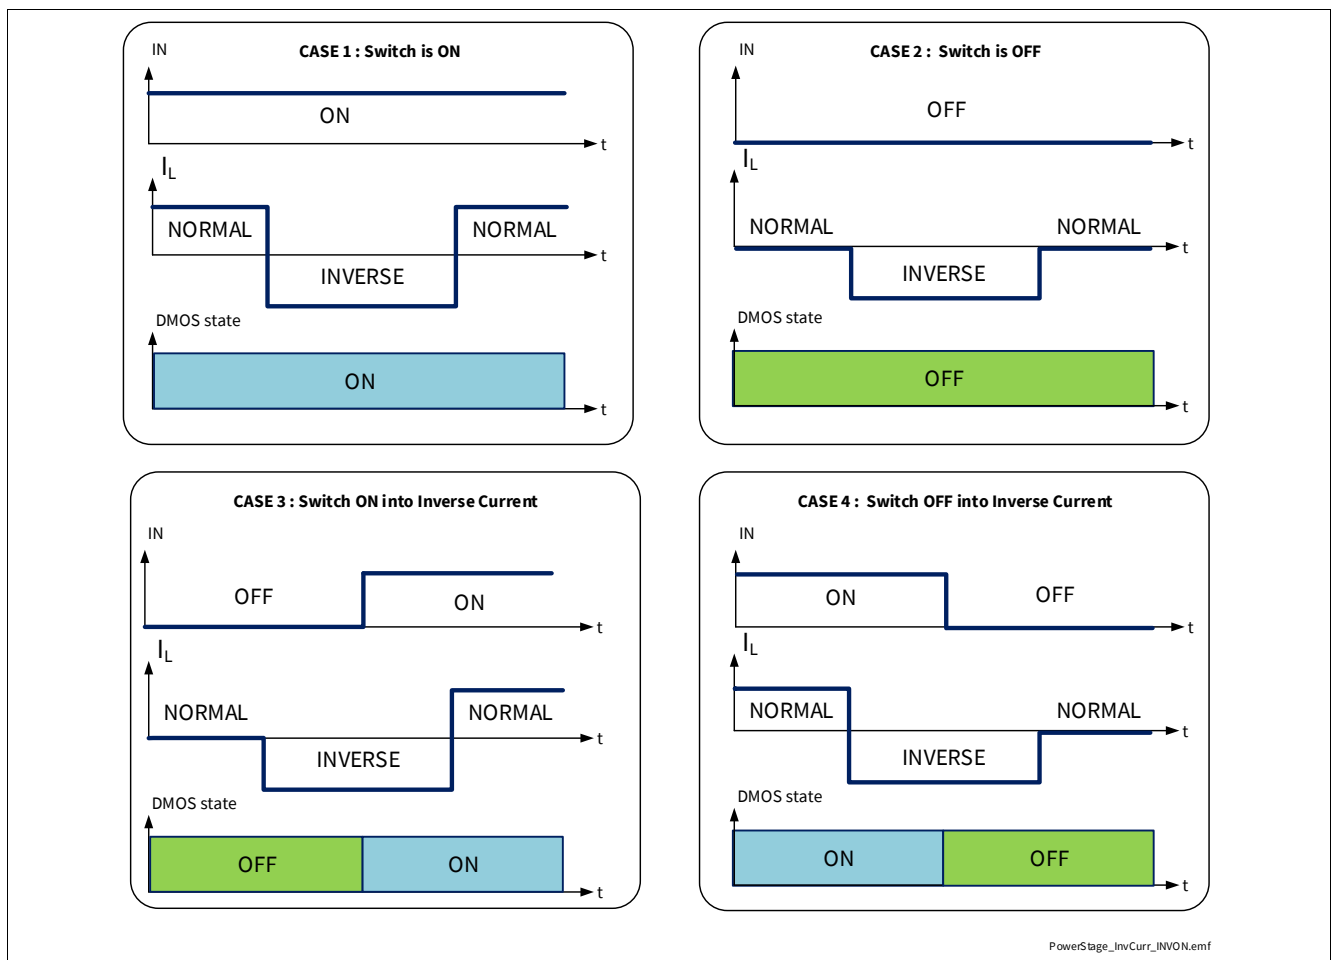 CASE 1 : Switch is ON
IN
ON
t
IL
NORMAL
NORMAL
t
INVERSE
DMOS state
ON
t
CASE 2 : Switch is OFF
IN
OFF
t
IL
NORMAL
NORMAL
t
INVERSE
DMOS state
OFF
t
CASE 3 : Switch ON into Inverse Current
IN
OFF
ON
t
IL
NORMAL
NORMAL
t
INVERSE
DMOS state
OFF
ON
t
CASE 4 : Switch OFF into Inverse Current
IN
ON
OFF
t
IL
NORMAL
NORMAL
t
INVERSE
DMOS state
ON
OFF
t
PowerStage_InvCurr_INVON.emf